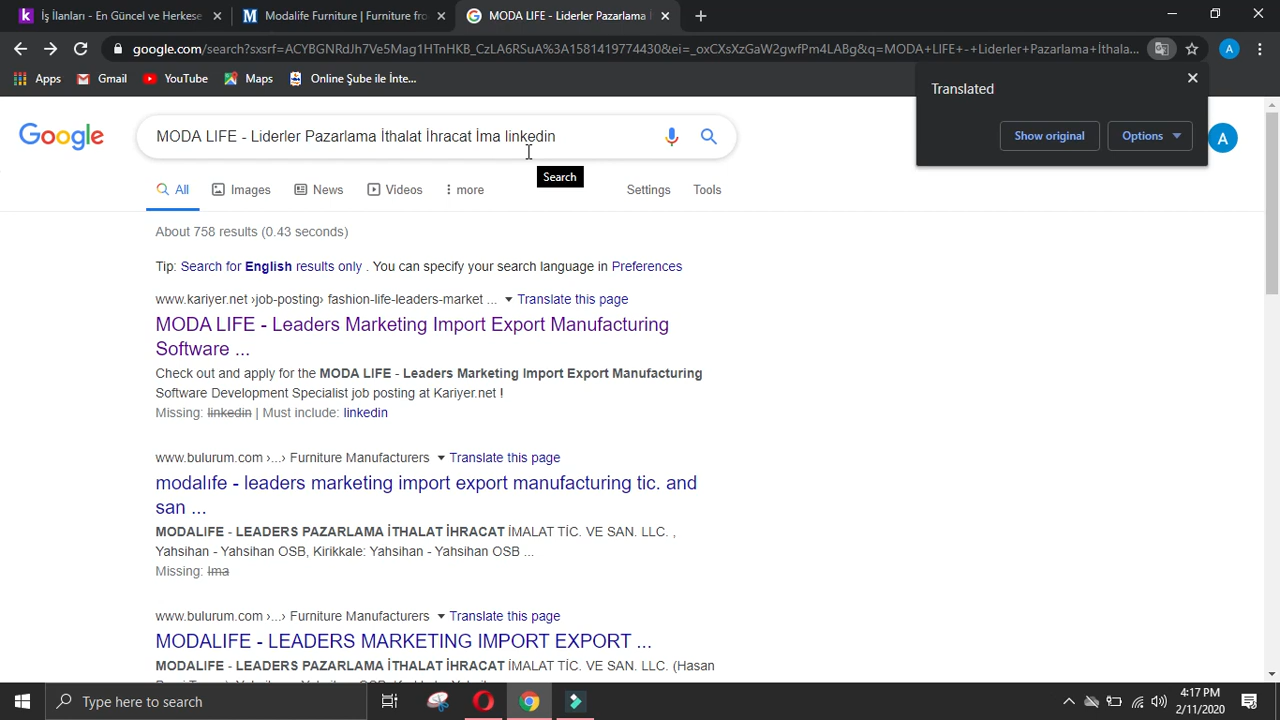 İş İlanları - En Güncel ve Herkese
Modalife Furniture | Furniture fro
MODA LIFE - Liderler Pazarlama İ
google.com/search?sxsrf=ACYBGNRdJh7Ve5Mag1HTnHKB_CzLA6RSuA%3A1581419774430&ei=_oxCXsXzGaW2gwfPm4LABg&q=MODA+LIFE+-+Liderler+Pazarlama+İthala...
A
Apps
Gmail
YouTube
Maps
Online Şube ile İnte...
Translated
Show original
Options
Google
MODA LIFE - Liderler Pazarlama İthalat İhracat İma linkedin
A
Search
All
Images
News
Videos
more
Settings
Tools
About 758 results (0.43 seconds)
Tip: Search for English results only . You can specify your search language in Preferences
www.kariyer.net ›job-posting› fashion-life-leaders-market ... ▼ Translate this page
MODA LIFE - Leaders Marketing Import Export Manufacturing
Software ...
Check out and apply for the MODA LIFE - Leaders Marketing Import Export Manufacturing
Software Development Specialist job posting at Kariyer.net !
Missing: linkedin | Must include: linkedin
www.bulurum.com ›...› Furniture Manufacturers ▼ Translate this page
modalıfe - leaders marketing import export manufacturing tic. and
san ...
MODALIFE - LEADERS PAZARLAMA İTHALAT İHRACAT İMALAT TİC. VE SAN. LLC. ,
Yahsihan - Yahsihan OSB, Kirikkale: Yahsihan - Yahsihan OSB ...
Missing: Ima
www.bulurum.com ›...› Furniture Manufacturers ▼ Translate this page
MODALIFE - LEADERS MARKETING IMPORT EXPORT ...
MODALIFE - LEADERS PAZARLAMA İTHALAT İHRACAT İMALAT TİC. VE SAN. LLC. (Hasan
Type here to search
4:17 PM
2/11/2020